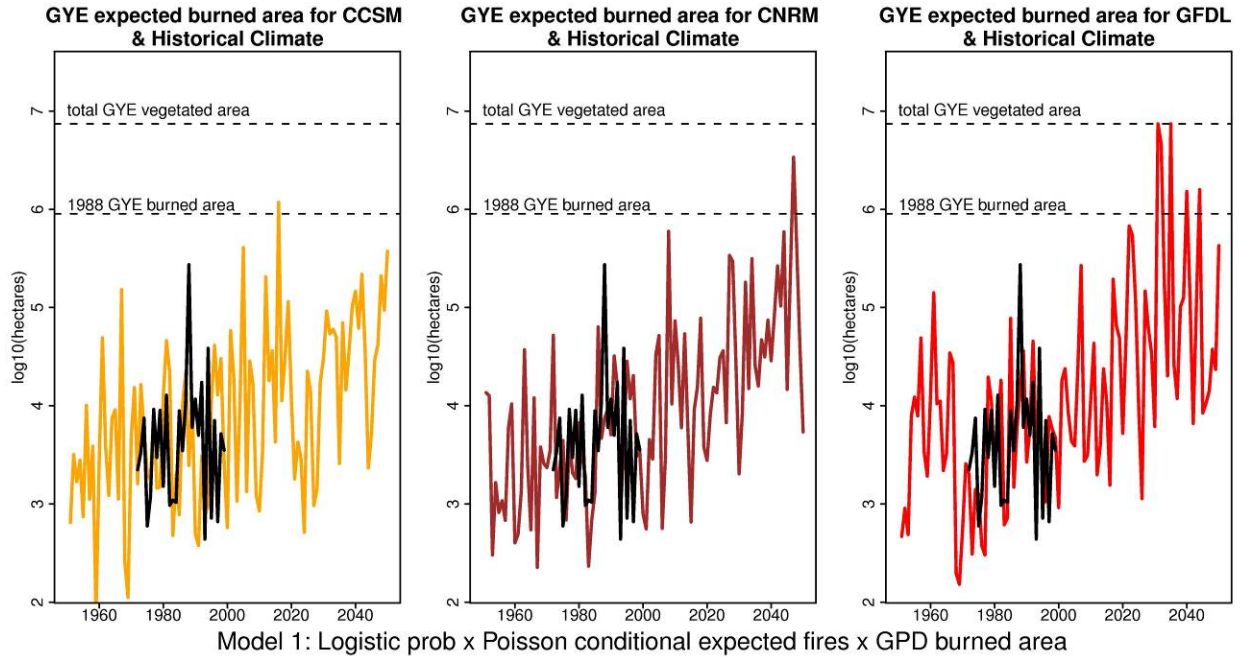 GYE expected burned area for CCSM
& Historical Climate
log10(hectares)
7
6
5
4
3
2
total GYE vegetated area
1988 GYE burned area
1960 1980 2000 2020 2040
GYE expected burned area for CNRM
& Historical Climate
log10(hectares)
7
6
5
4
3
2
total GYE vegetated area
1988 GYE burned area
1960 1980 2000 2020 2040
GYE expected burned area for GFDL
& Historical Climate
log10(hectares)
7
6
5
4
3
2
total GYE vegetated area
1988 GYE burned area
1960 1980 2000 2020 2040
Model 1: Logistic prob x Poisson conditional expected fires x GPD burned area